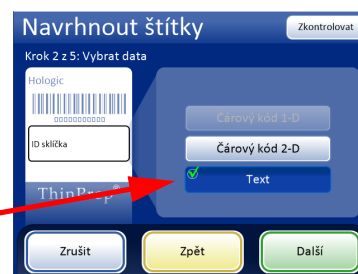 Navrhnout štítky
Zkontrolovat
Krok 2 z 5: Vybrat data
Hologic
ID sklíčka
ThinPrep®
Čárový kód 1-D
Čárový kód 2-D
Text
Zrušit
Zpět
Další